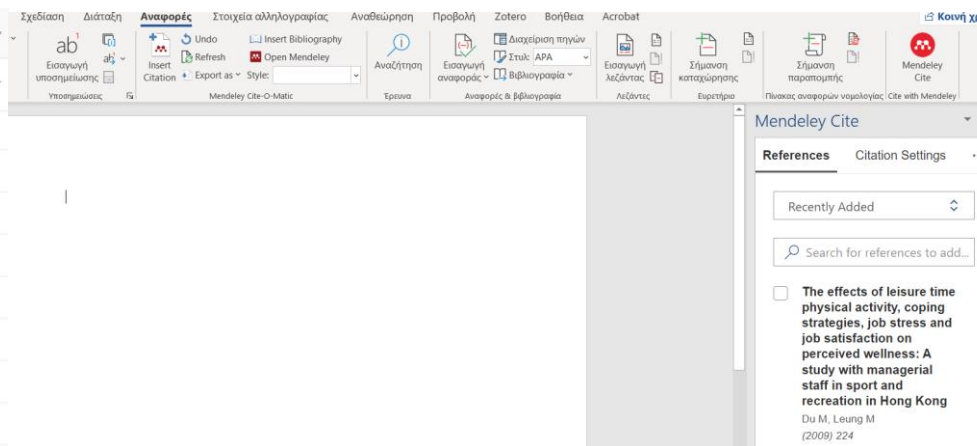 Σχεδίαση Διάταξη Αναφορές Στοιχεία αλληλογραφίας Αναθεώρηση Προβολή Zotero Βοήθεια Acrobat Κοινή
ab¹
Εισαγωγή
υποσημείωσης
ab
Υποσημειώσεις
Insert
Citation
Undo
Refresh
Export as
Insert Bibliography
Open Mendeley
Style:
Mendeley Cite-O-Matic
Αναζήτηση
Έρευνα
Εισαγωγή
αναφοράς
Διαχείριση πηγών
Στυλ: APA
Βιβλιογραφία
Αναφορές & βιβλιογραφία
Εισαγωγή
λεζάντας
Λεζάντες
Σήμανση
καταχώρησης
Ευρετήριο
Σήμανση
παραπομπής
Πίνακας αναφορών νομολογίας
Mendeley
Cite
Cite with Mendeley
Mendeley Cite
References Citation Settings
Recently Added
Search for references to add...
The effects of leisure time
physical activity, coping
strategies, job stress and
job satisfaction on
perceived wellness: A
study with managerial
staff in sport and
recreation in Hong Kong
Du M, Leung M
(2009) 224